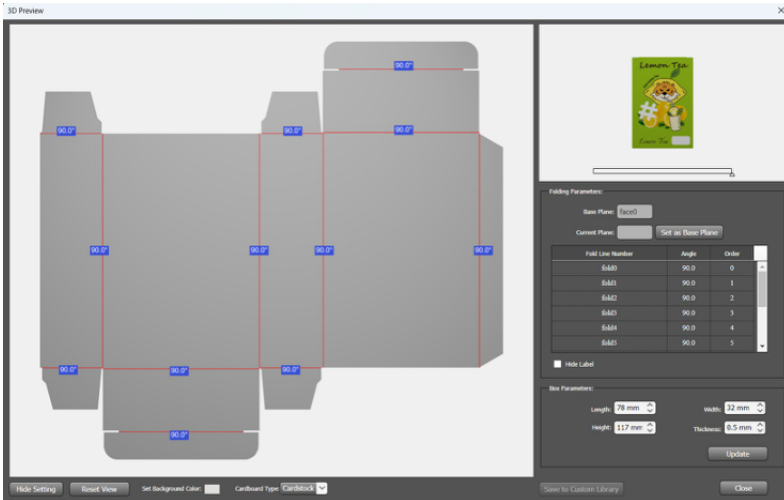 3D Preview
90.0°
90.0°
90.0°
90.0°
90.0°
90.0°
90.0°
90.0°
90.0°
90.0°
90.0°
90.0°
90.0°
Lemon Tea
Lemon Tea
Folding Parameters:
Base Plane: face0
Current Plane: Set as Base Plane
Fold Line Number Angle Order
fold0 90.0 0
fold1 90.0 1
fold2 90.0 2
fold3 90.0 3
fold4 90.0 4
fold5 90.0 5
Hide Label
Box Parameters:
Length: 78 mm Width: 32 mm
Height: 117 mm Thickness: 0.5 mm
Update
Hide Setting Reset View Set Background Color: Cardboard Type: Cardstock Save to Custom Library Close